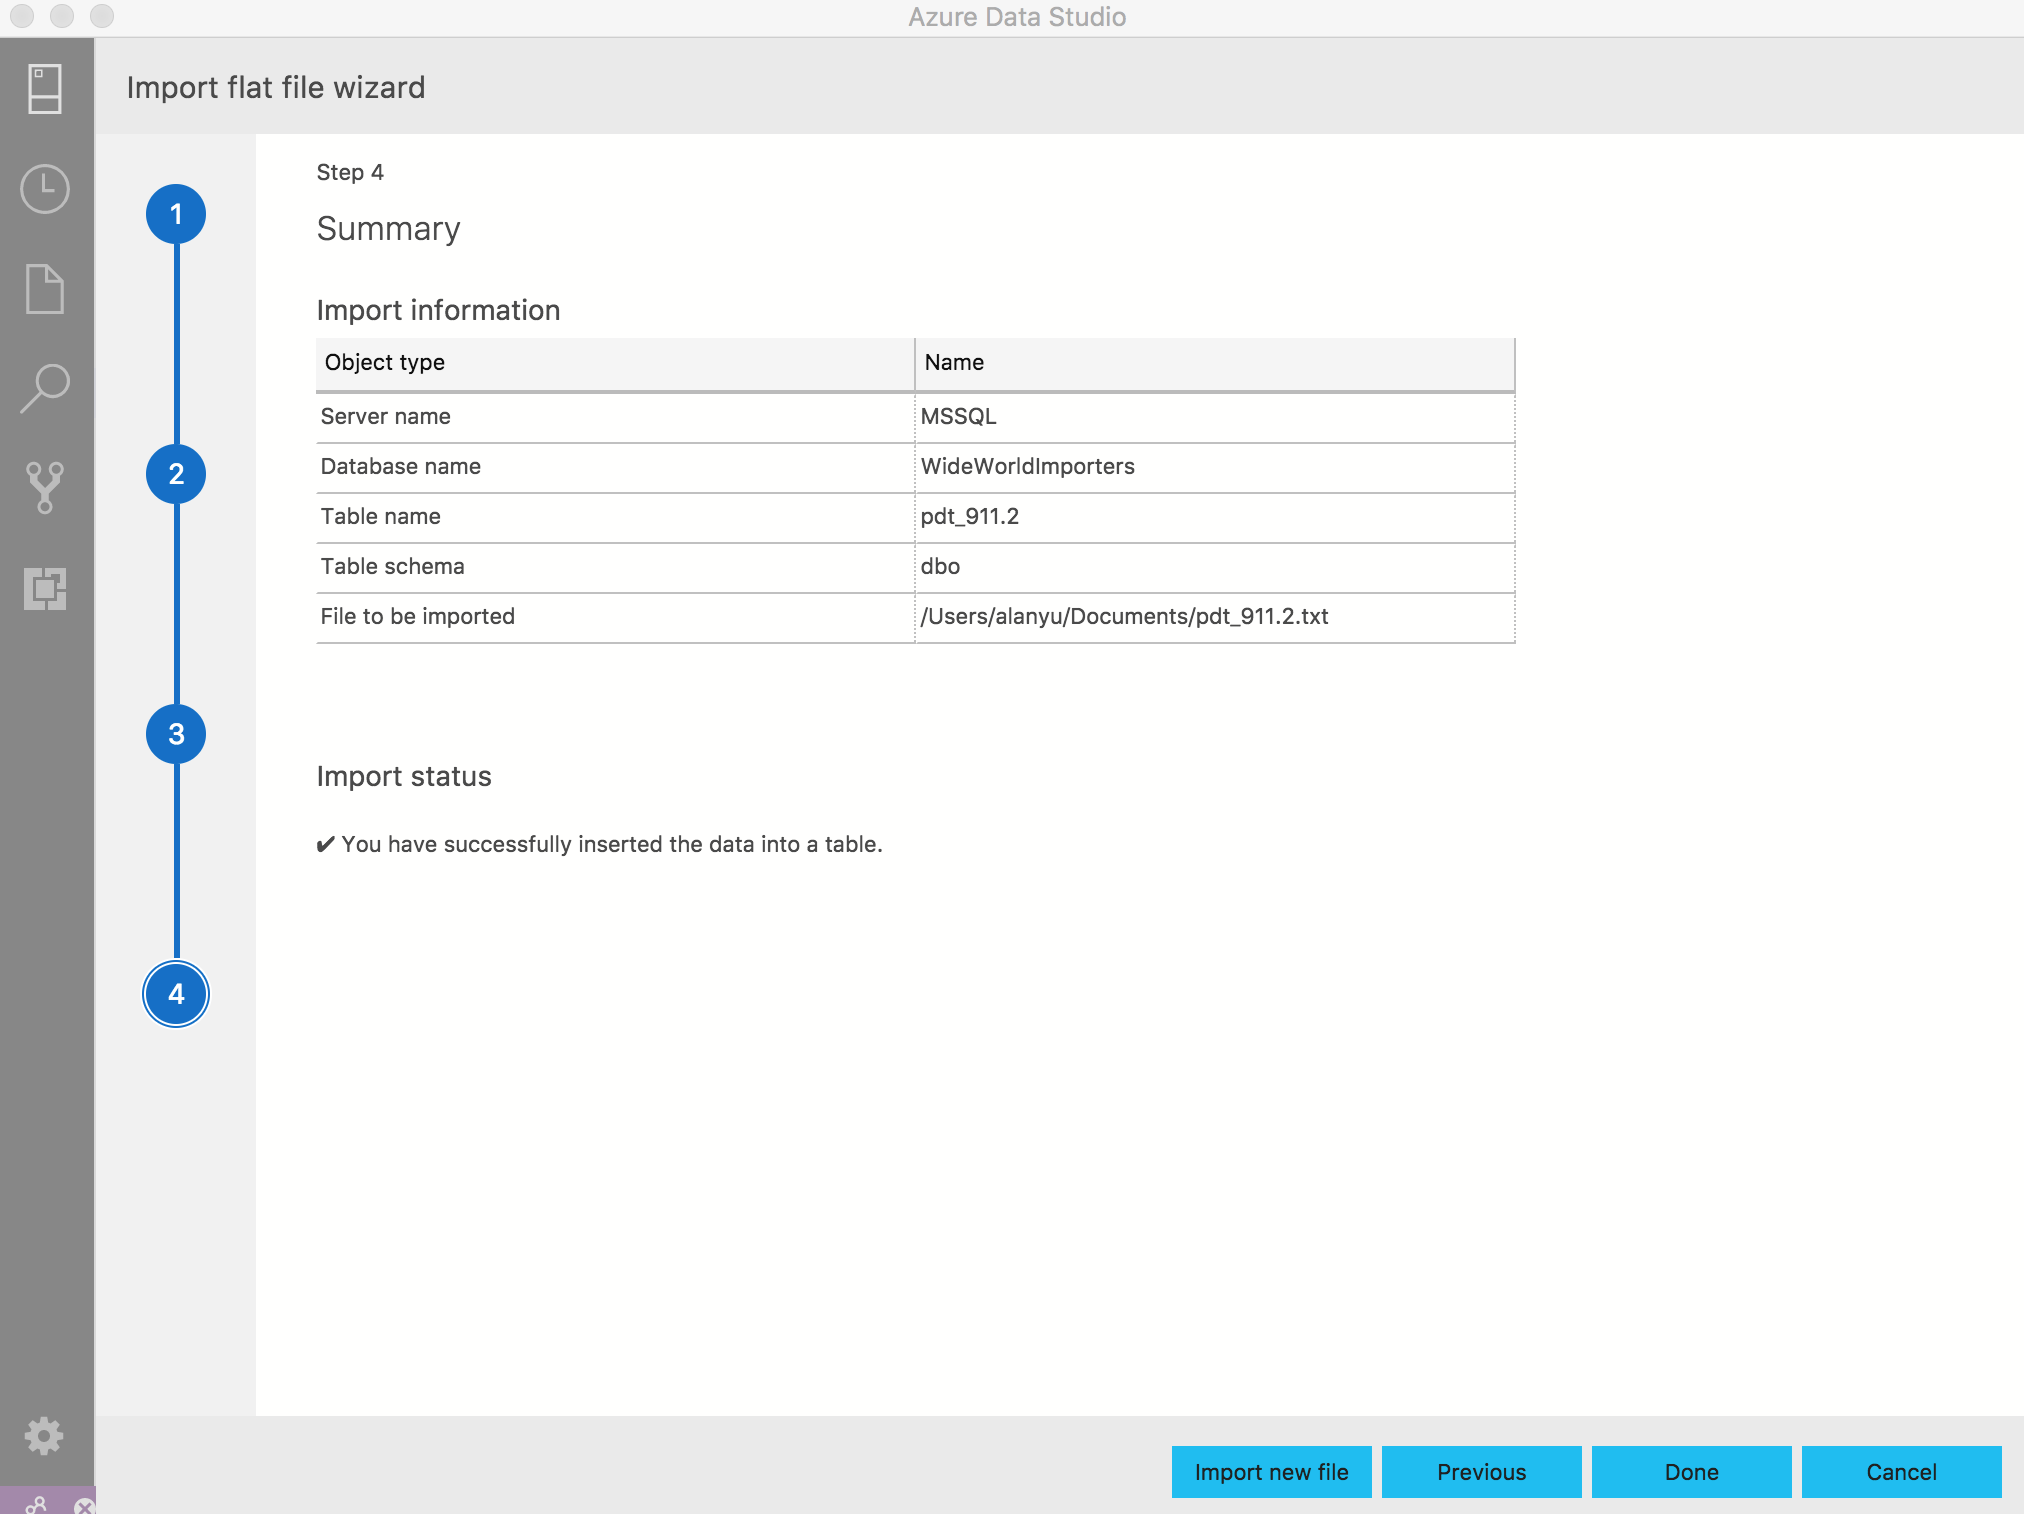 Azure Data Studio
Import flat file wizard
1
2
3
4
Step 4
Summary
Import information
Object type Name
Server name MSSQL
Database name WideWorldImporters
Table name pdt_911.2
Table schema dbo
File to be imported /Users/alanyu/Documents/pdt_911.2.txt
Import status
✔ You have successfully inserted the data into a table.
Import new file Previous Done Cancel